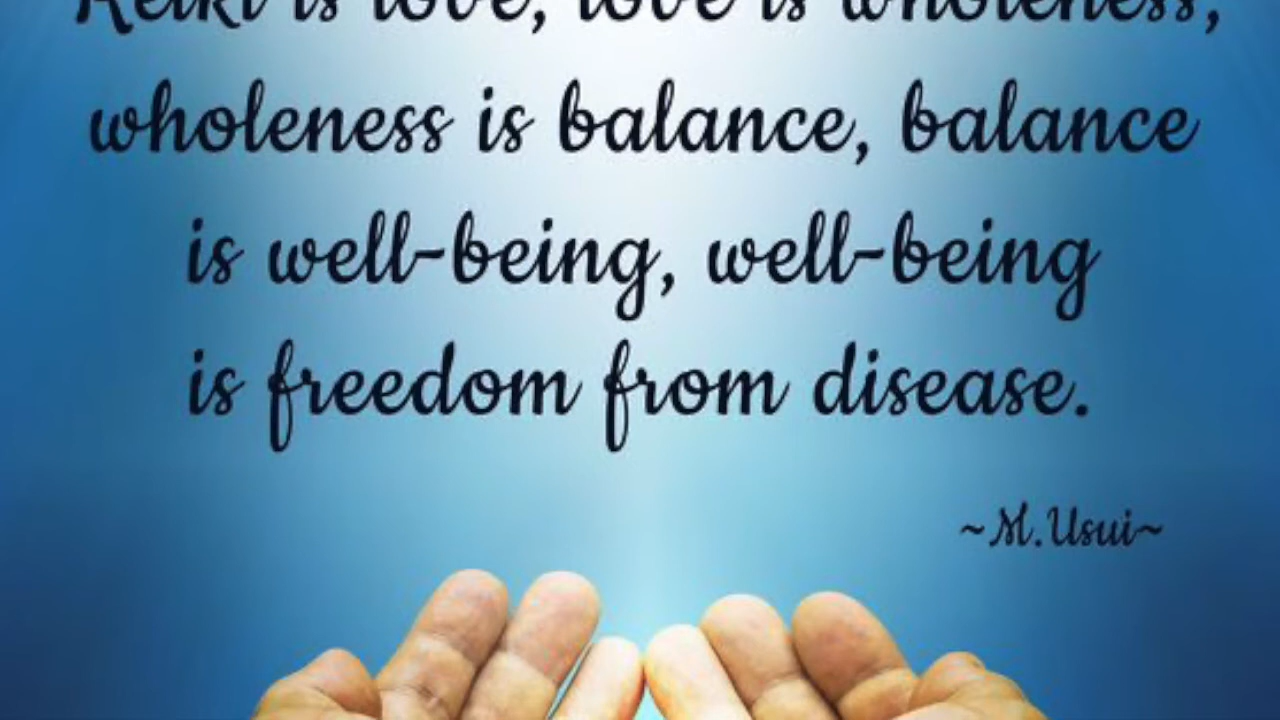 Reiki is love, love is wholeness,
wholeness is balance, balance
is well-being, well-being
is freedom from disease.
~M.Usui~